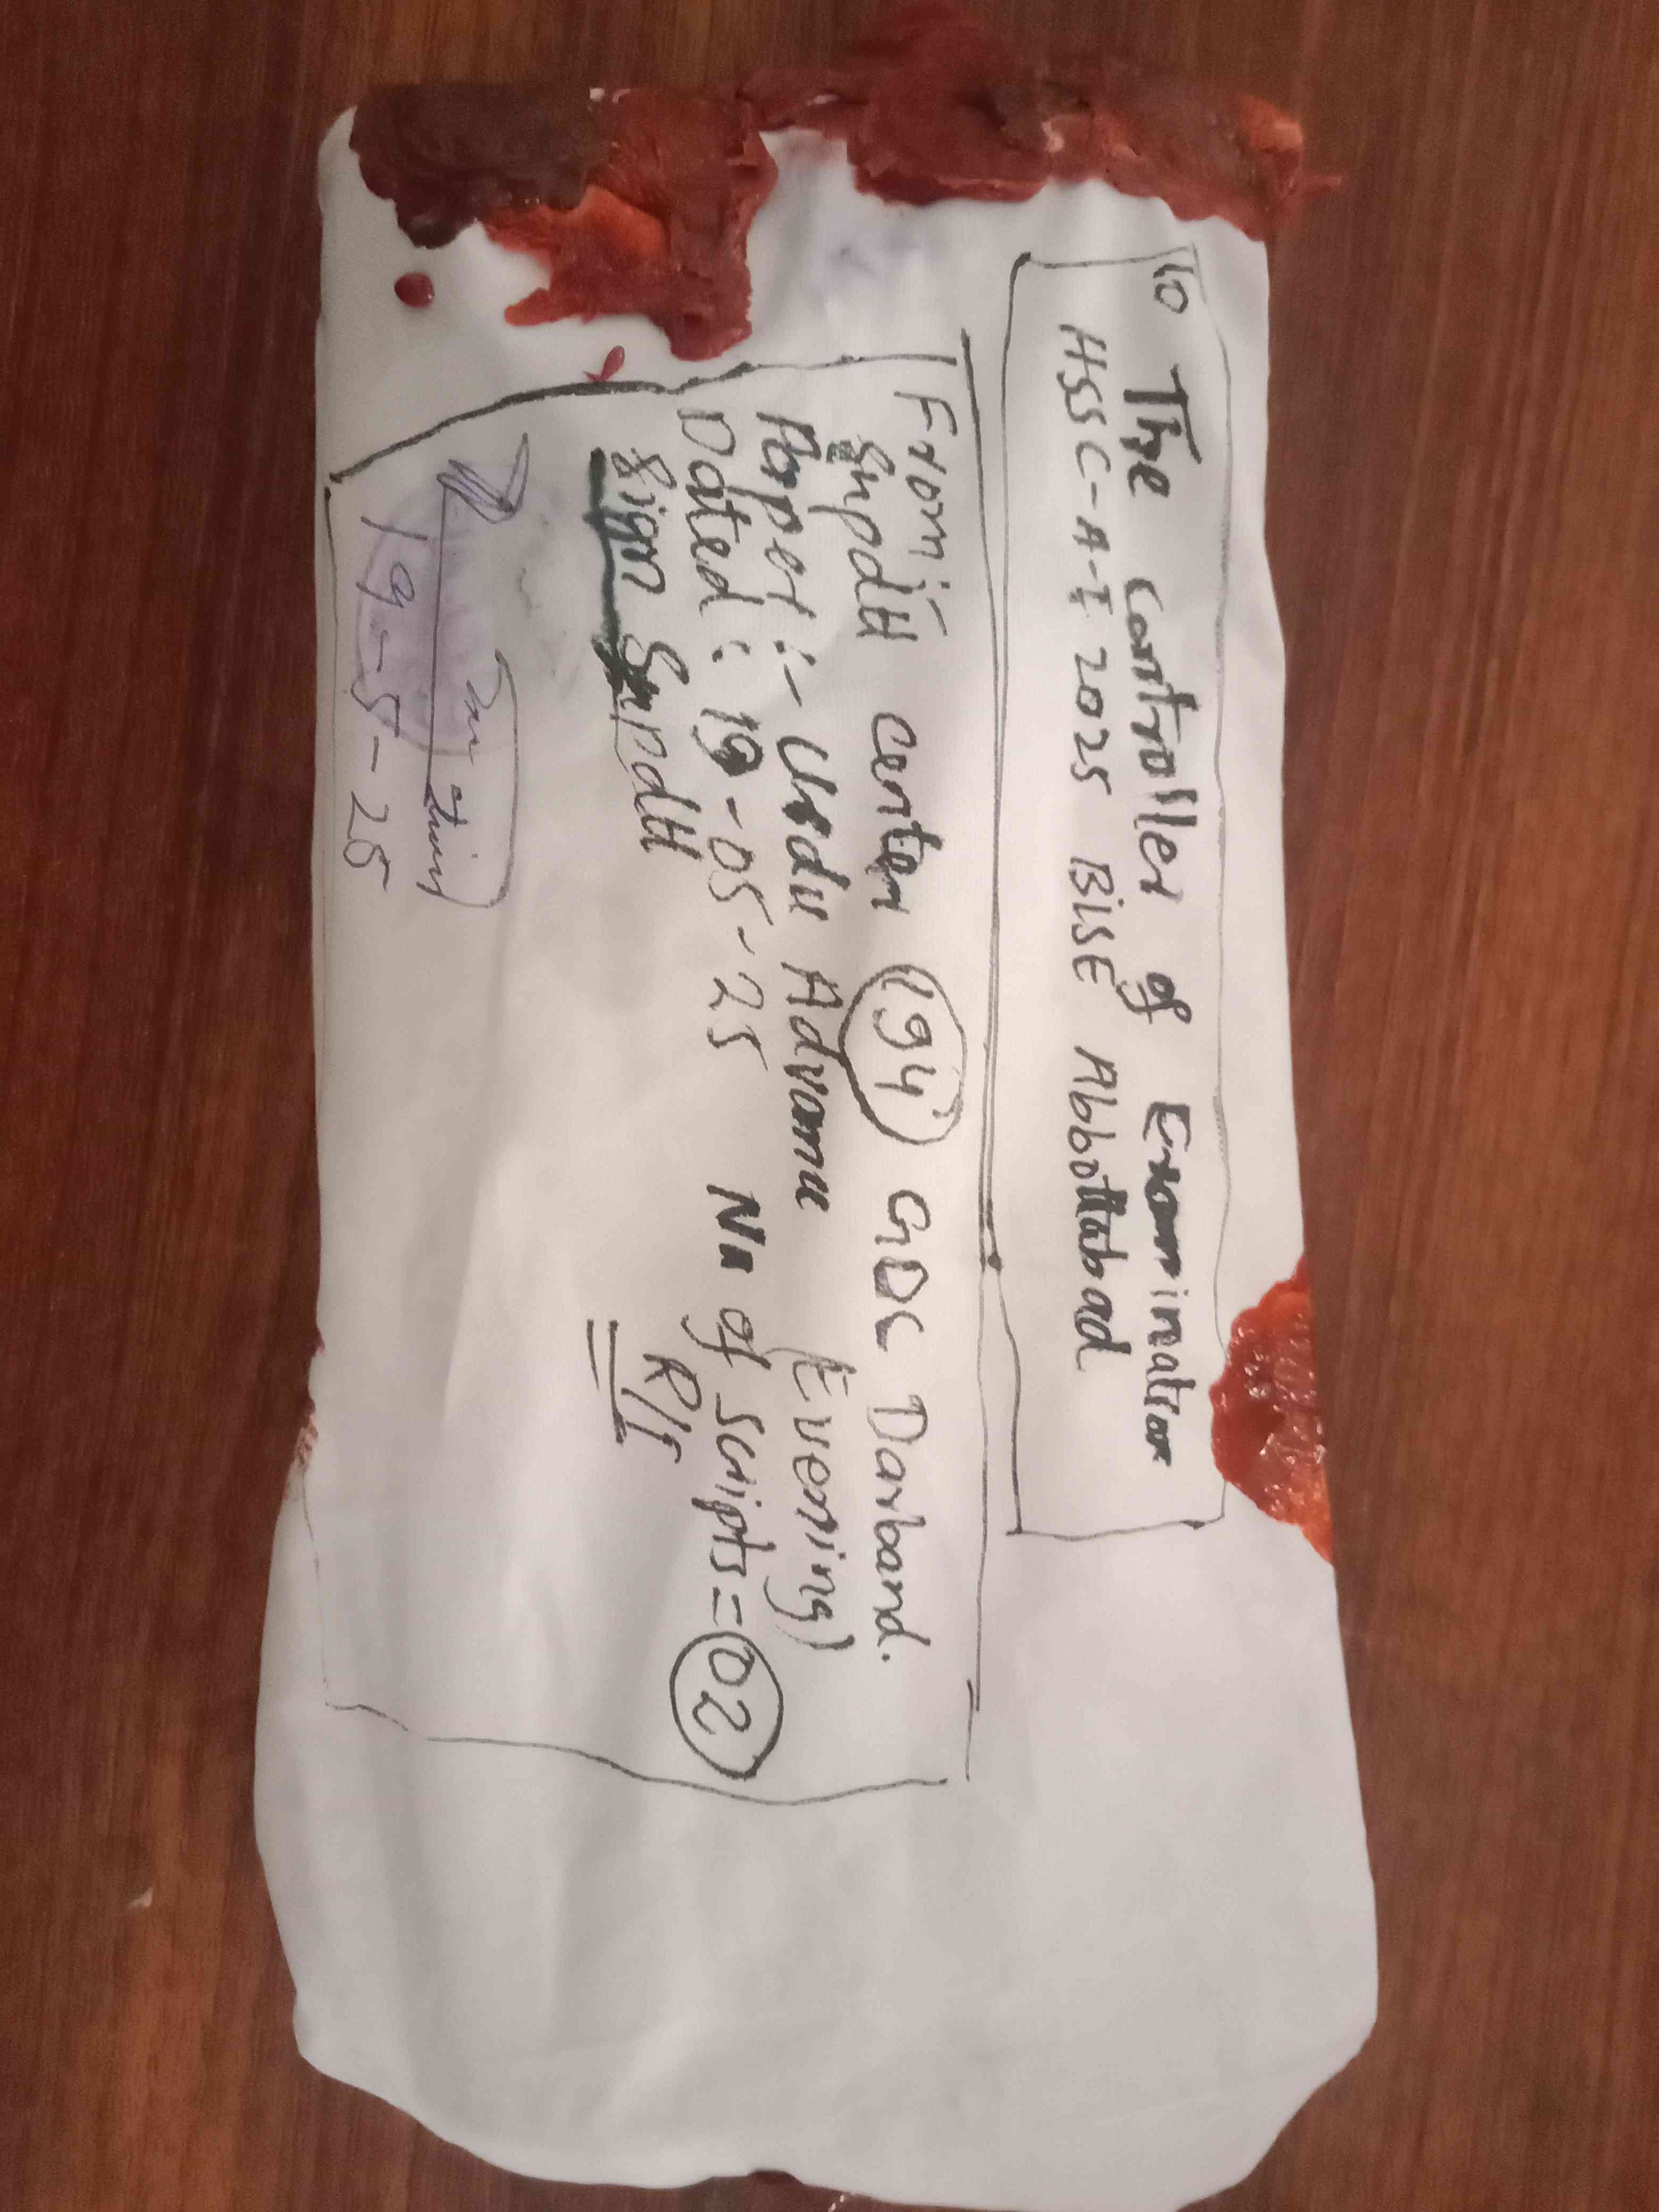 To The Controller of Examination
HSSC-A-I 2025 BISE Abbottabad
From:-
Supdtt Center 194 GDC Darband.
Paper :- Urdu Advance (Evening)
Dated : 19-05-25 No of scripts = 02
Sign Supdtt R/F
19-5-25